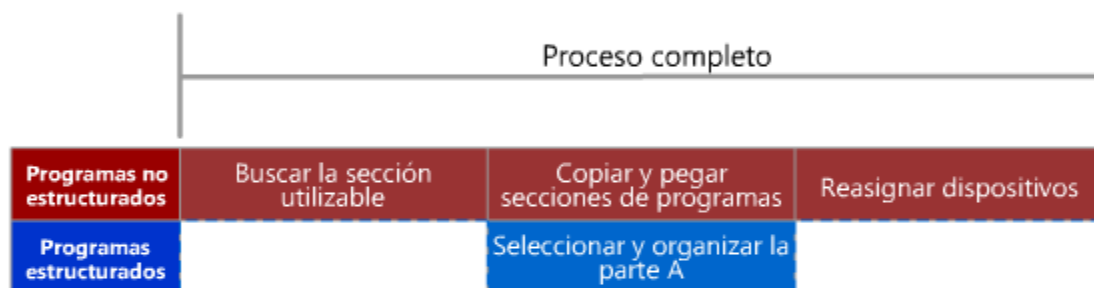 Proceso completo
Programas no
estructurados
Buscar la sección
utilizable
Copiar y pegar
secciones de programas
Reasignar dispositivos
Programas
estructurados
Seleccionar y organizar la
parte A